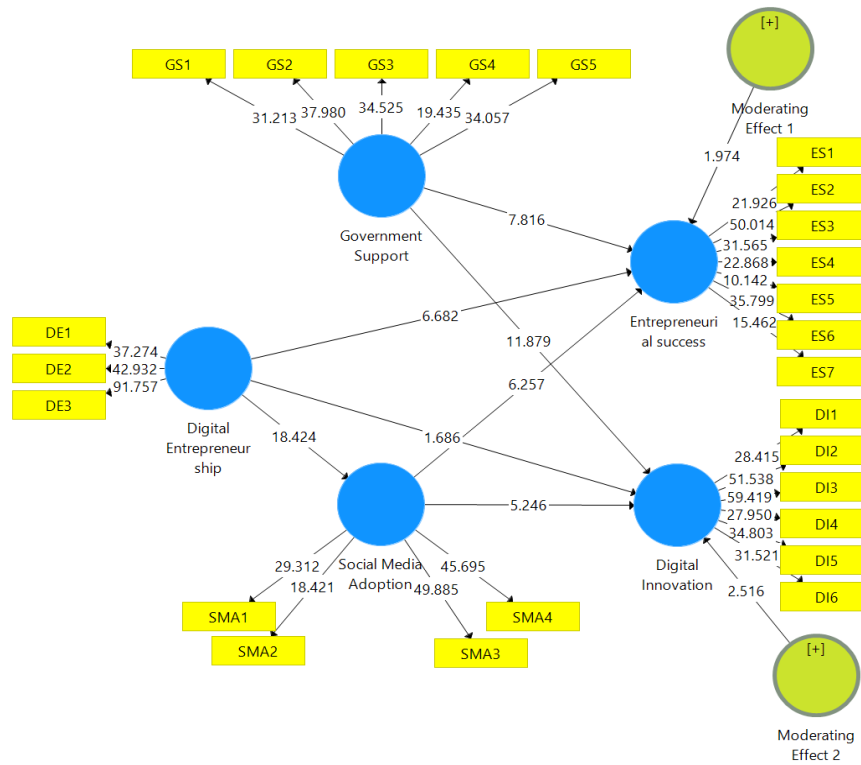 [+]
GS1 GS2 GS3 GS4 GS5
31.213 37.980 34.525 19.435 34.057
Moderating
Effect 1
1.974
ES1
ES2
ES3
ES4
ES5
ES6
ES7
21.926
50.014
31.565
22.868
10.142
35.799
15.462
Government
Support
7.816
Entrepreneuri
al success
6.682
11.879
6.257
DE1
DE2
DE3
37.274
42.932
91.757
Digital
Entrepreneur
ship
18.424
1.686
5.246
DI1
DI2
DI3
DI4
DI5
DI6
28.415
51.538
59.419
27.950
34.803
31.521
Digital
Innovation
2.516
Social Media
Adoption
29.312
18.421
49.885
45.695
SMA1
SMA2
SMA3
SMA4
[+]
Moderating
Effect 2